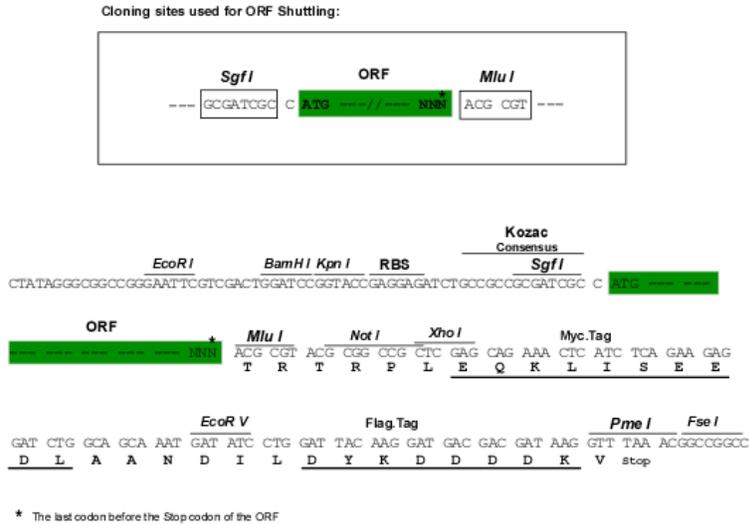 Cloning sites used for ORF Shuttling:
Sgf I ORF Mlu I
--- GCGATCGC C ATG ---//--- NNN* ACG CGT ---
Kozac
Consensus
EcoR I BamH I Kpn I RBS Sgf I
CTATAGGGCGGCCGGGAATTCGTCGACTGGATCCGGTACCGAGGAGATCTGCCGCCGCGATCGC C ATG --- ---
ORF Mlu I Not I Xho I Myc.Tag
--- --- --- --- --- --- NNN* ACG CGT ACG CGG CCG CTC GAG CAG AAA CTC ATC TCA GAA GAG
T R T R P L E Q K L I S E E
EcoR V Flag.Tag Pme I Fse I
GAT CTG GCA GCA AAT GAT ATC CTG GAT TAC AAG GAT GAC GAC GAT AAG GTT TAA ACGGCCGGCC
D L A A N D I L D Y K D D D D K V Stop
* The last codon before the Stop codon of the ORF